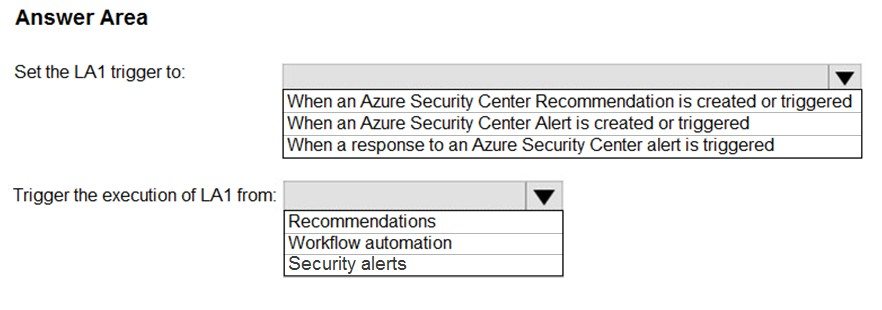 Answer Area
Set the LA1 trigger to:
When an Azure Security Center Recommendation is created or triggered
When an Azure Security Center Alert is created or triggered
When a response to an Azure Security Center alert is triggered
Trigger the execution of LA1 from:
Recommendations
Workflow automation
Security alerts